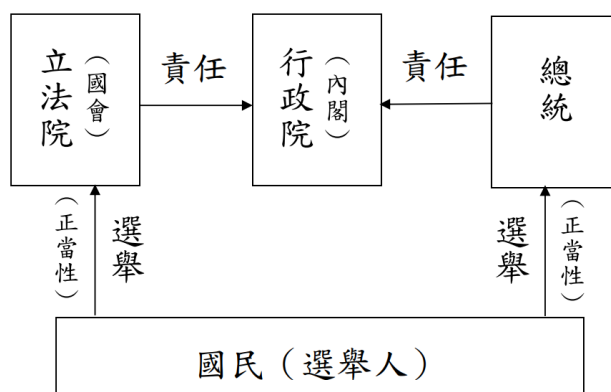 立法院
（國會）
責任
行政院
（內閣）
責任
總統
（正當性）
選舉
選舉
（正當性）
國民（選舉人）